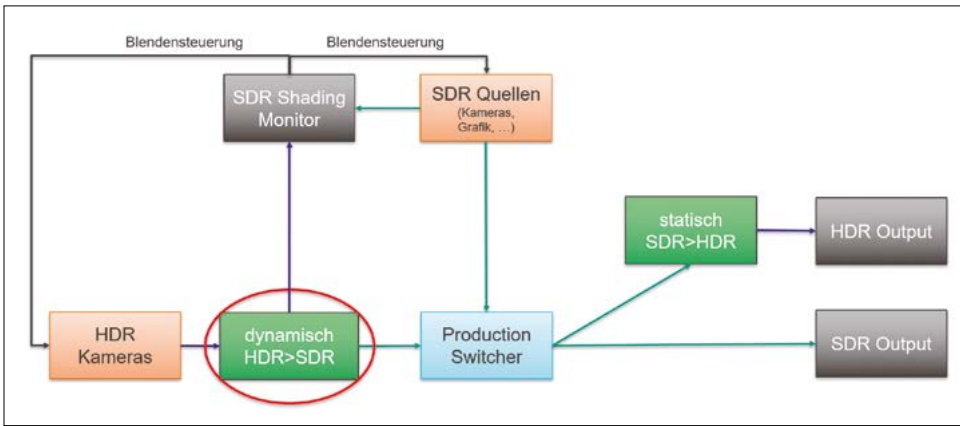 Blendensteuerung
Blendensteuerung
SDR Shading
Monitor
SDR Quellen
(Kameras,
Grafik, ...)
statisch
SDR>HDR
HDR Output
HDR
Kameras
dynamisch
HDR>SDR
Production
Switcher
SDR Output